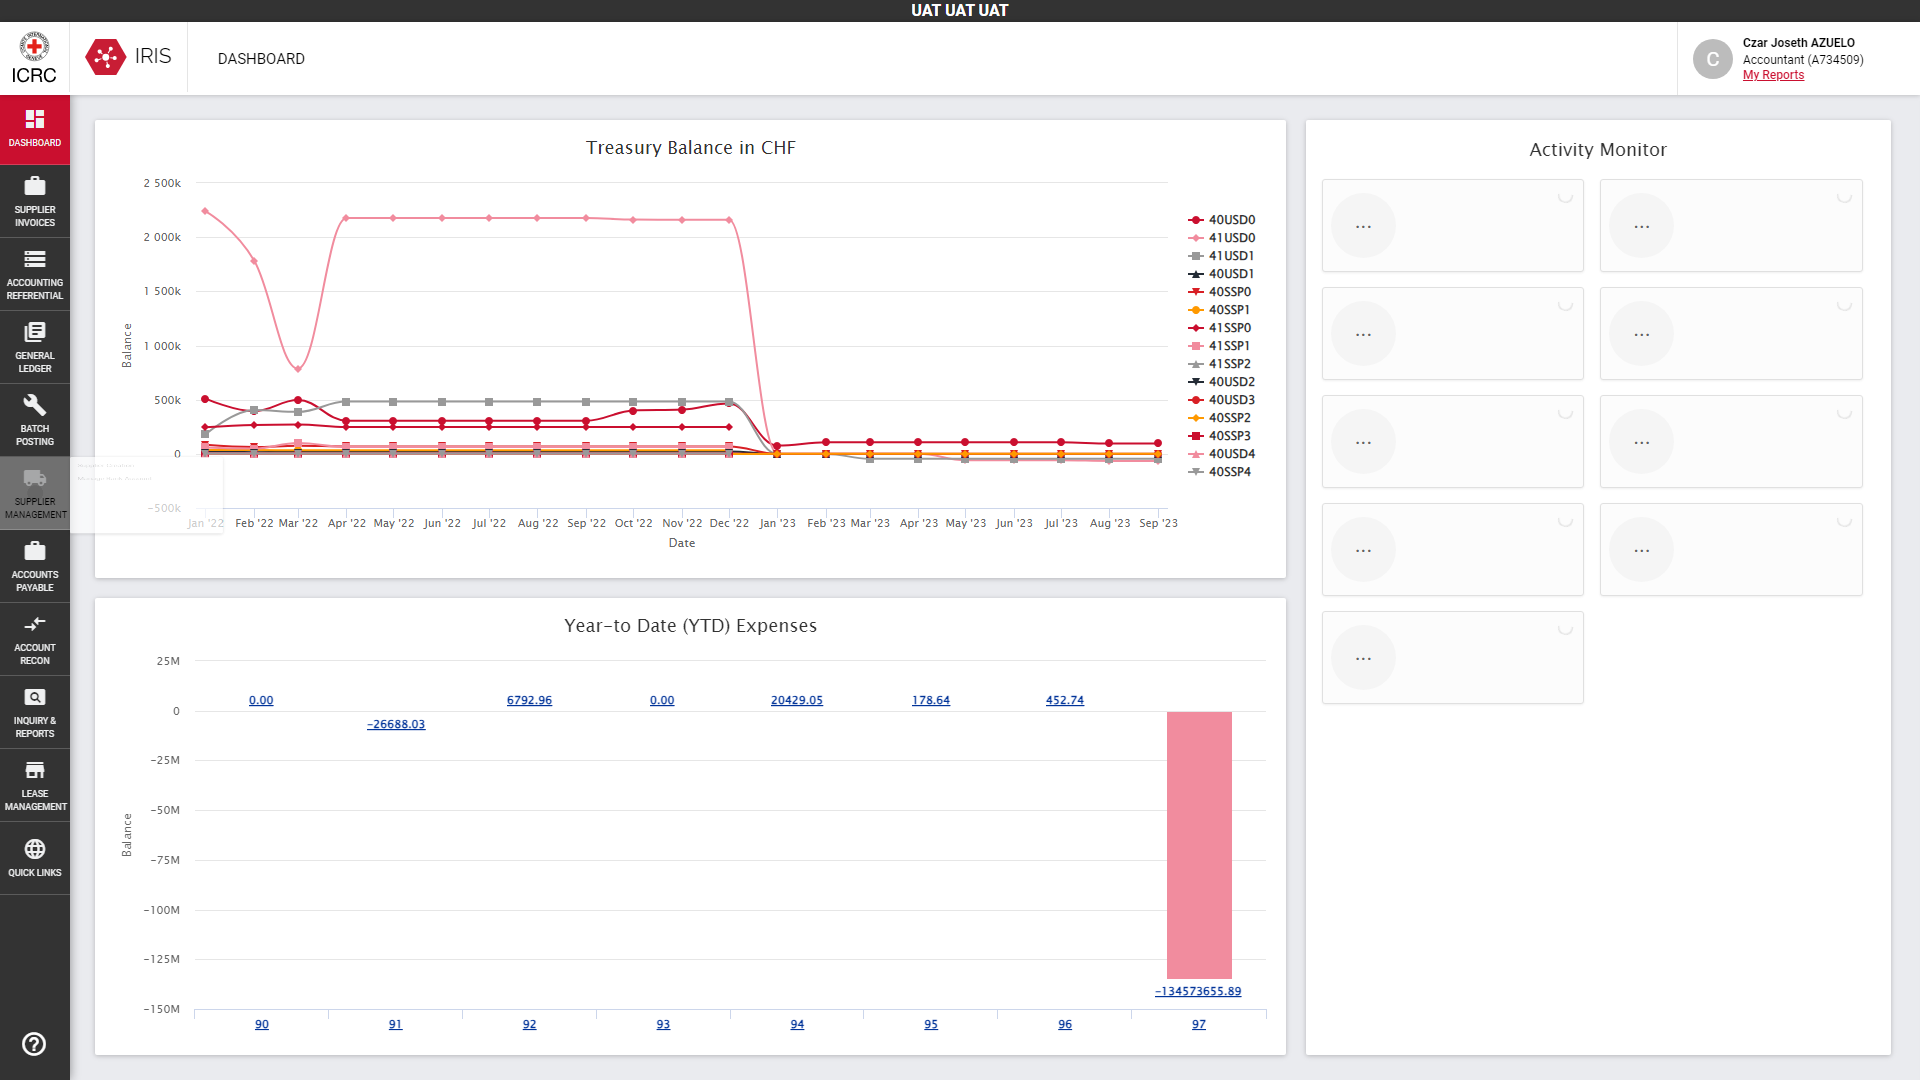 UAT UAT UAT
ICRC
IRIS
DASHBOARD
C
Czar Joseth AZUELO
Accountant (A734509)
My Reports
DASHBOARD
SUPPLIER
INVOICES
ACCOUNTING
REFERENTIAL
GENERAL
LEDGER
BATCH
POSTING
SUPPLIER
MANAGEMENT
ACCOUNTS
PAYABLE
ACCOUNT
RECON
INQUIRY &
REPORTS
LEASE
MANAGEMENT
QUICK LINKS
Treasury Balance in CHF
Balance
2 500k
2 000k
1 500k
1 000k
500k
0
-500k
Jan '22 Feb '22 Mar '22 Apr '22 May '22 Jun '22 Jul '22 Aug '22 Sep '22 Oct '22 Nov '22 Dec '22 Jan '23 Feb '23 Mar '23 Apr '23 May '23 Jun '23 Jul '23 Aug '23 Sep '23
Date
40USD0
41USD0
41USD1
40USD1
40SSP0
40SSP1
41SSP0
41SSP1
41SSP2
40USD2
40USD3
40SSP2
40SSP3
40USD4
40SSP4
Year-to Date (YTD) Expenses
Balance
25M
0
-25M
-50M
-75M
-100M
-125M
-150M
0.00
-26688.03
6792.96
0.00
20429.05
178.64
452.74
-134573655.89
90 91 92 93 94 95 96 97
Activity Monitor
...
...
...
...
...
...
...
...
...